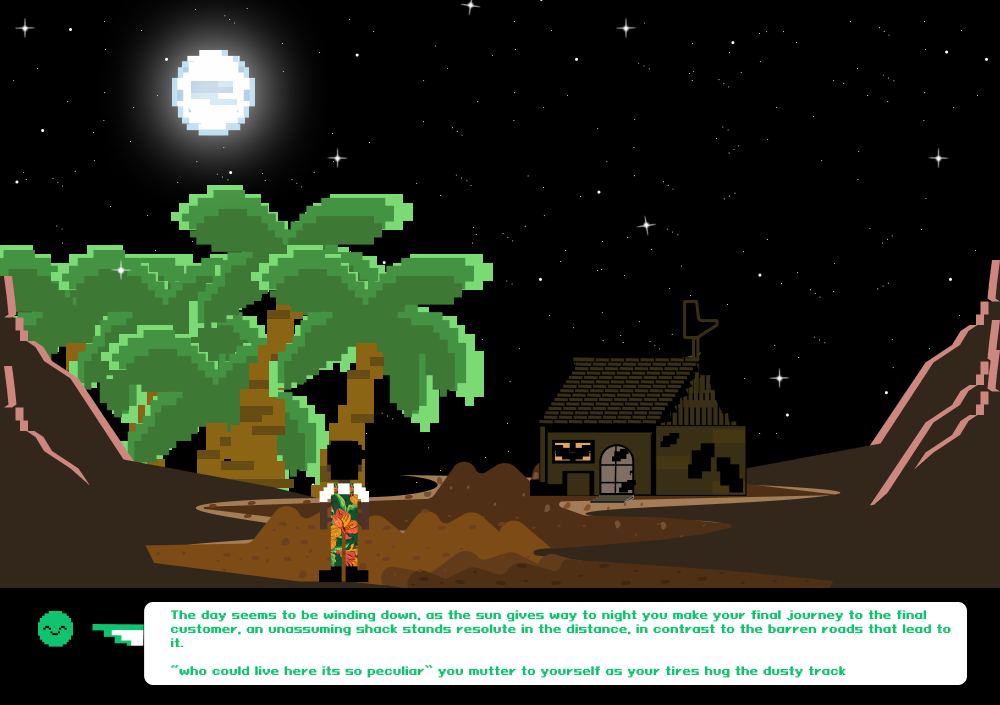 The day seems to be winding down, as the sun gives way to night you make your final journey to the final
customer, an unassuming shack stands resolute in the distance, in contrast to the barren roads that lead to
it.
"who could live here its so peculiar" you mutter to yourself as your tires hug the dusty track